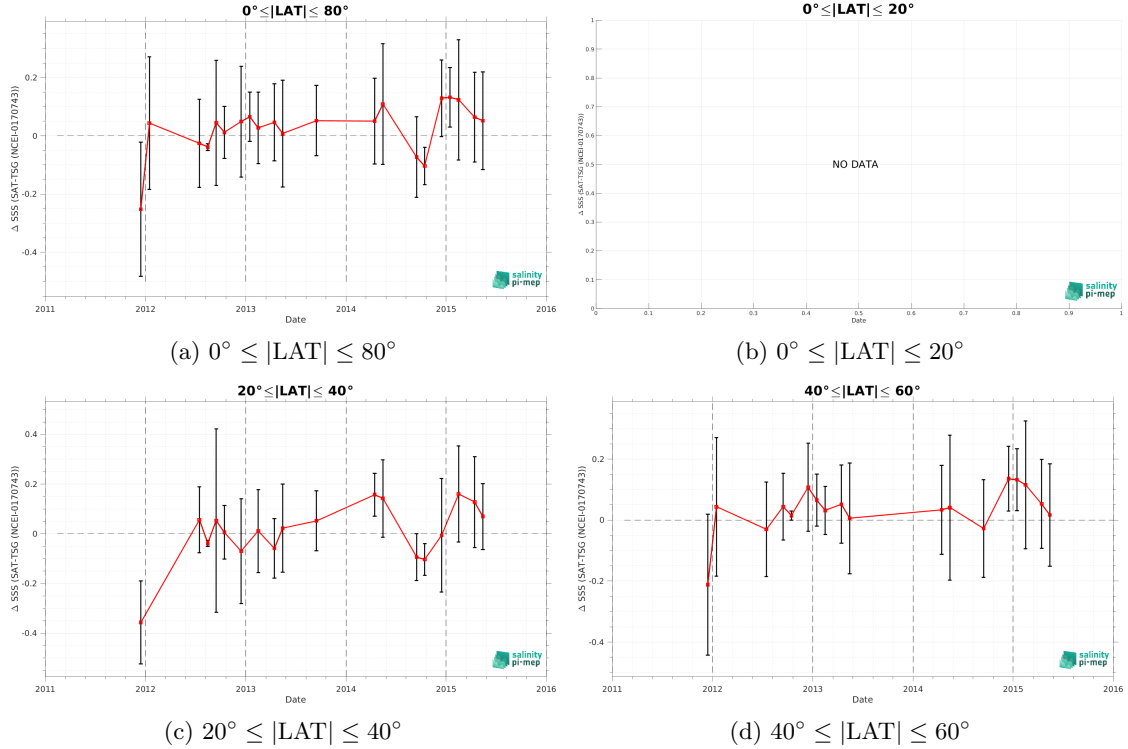 0°≤|LAT|≤ 80°
Δ SSS (SAT-TSG (NCEI-0170743))
0.2
0
-0.2
-0.4
2011 2012 2013 2014 2015 2016
Date
salinity
pi-mep
(a) 0° ≤ |LAT| ≤ 80°
0°≤|LAT|≤ 20°
Δ SSS (SAT-TSG (NCEI-0170743))
1
0.9
0.8
0.7
0.6
0.5
0.4
0.3
0.2
0.1
0
NO DATA
0 0.1 0.2 0.3 0.4 0.5 0.6 0.7 0.8 0.9 1
Date
salinity
pi-mep
(b) 0° ≤ |LAT| ≤ 20°
20°≤|LAT|≤ 40°
Δ SSS (SAT-TSG (NCEI-0170743))
0.4
0.2
0
-0.2
-0.4
2011 2012 2013 2014 2015 2016
Date
salinity
pi-mep
(c) 20° ≤ |LAT| ≤ 40°
40°≤|LAT|≤ 60°
Δ SSS (SAT-TSG (NCEI-0170743))
0.2
0
-0.2
-0.4
2011 2012 2013 2014 2015 2016
Date
salinity
pi-mep
(d) 40° ≤ |LAT| ≤ 60°